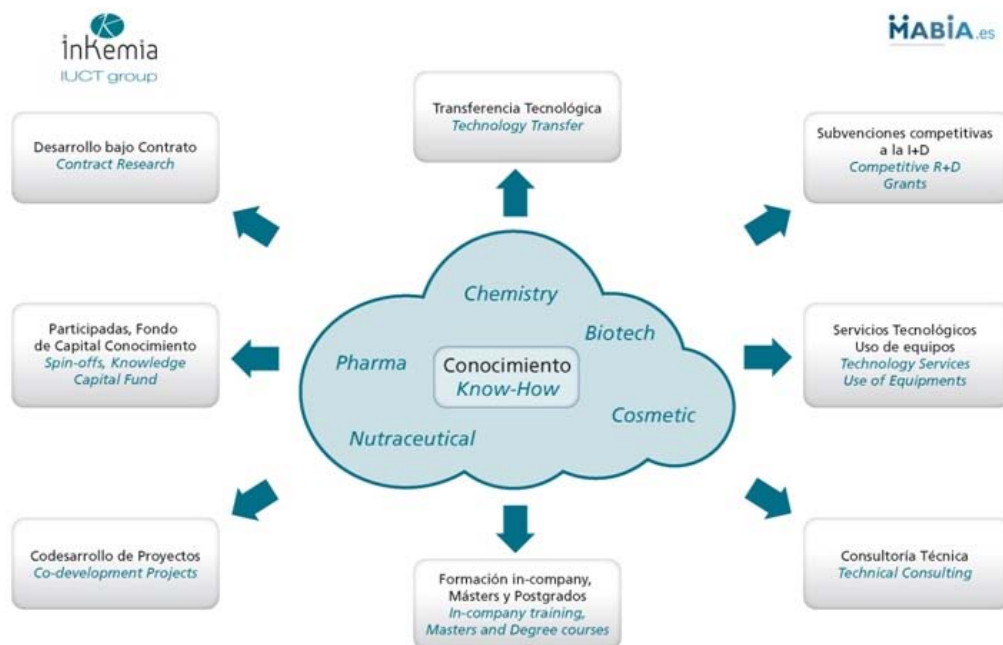 inKemia
IUCT group
MABIA.es
Transferencia Tecnológica
Technology Transfer
Desarrollo bajo Contrato
Contract Research
Subvenciones competitivas
a la I+D
Competitive R+D
Grants
Chemistry
Biotech
Pharma
Conocimiento
Know-How
Cosmetic
Nutraceutical
Participadas, Fondo
de Capital Conocimiento
Spin-offs, Knowledge
Capital Fund
Servicios Tecnológicos
Uso de equipos
Technology Services
Use of Equipments
Codesarrollo de Proyectos
Co-development Projects
Formación in-company,
Másters y Postgrados
In-company training,
Masters and Degree courses
Consultoría Técnica
Technical Consulting